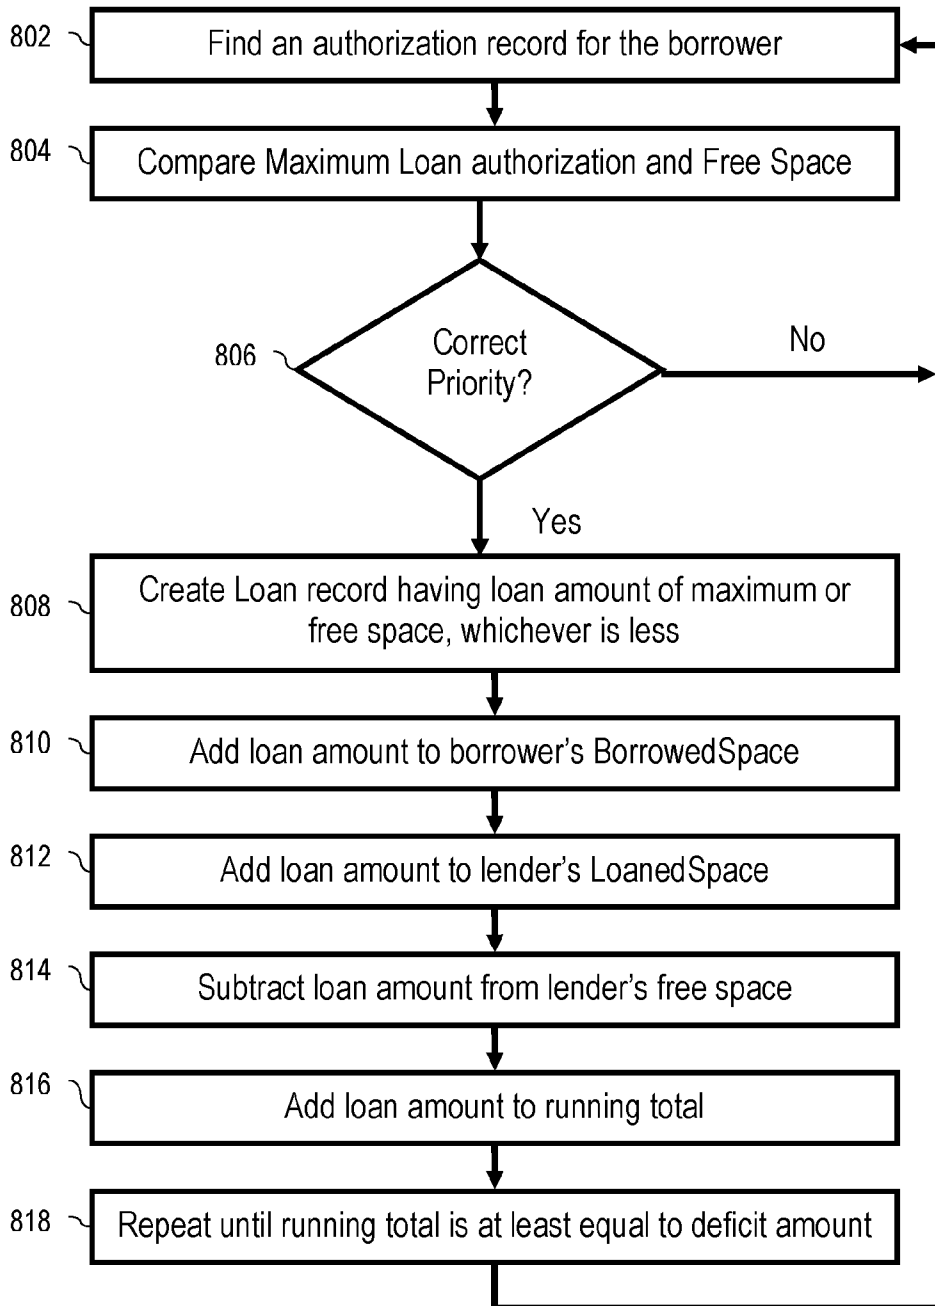 802
Find an authorization record for the borrower
804
Compare Maximum Loan authorization and Free Space
806
Correct
Priority?
No
Yes
808
Create Loan record having loan amount of maximum or
free space, whichever is less
810
Add loan amount to borrower's BorrowedSpace
812
Add loan amount to lender's LoanedSpace
814
Subtract loan amount from lender's free space
816
Add loan amount to running total
818
Repeat until running total is at least equal to deficit amount